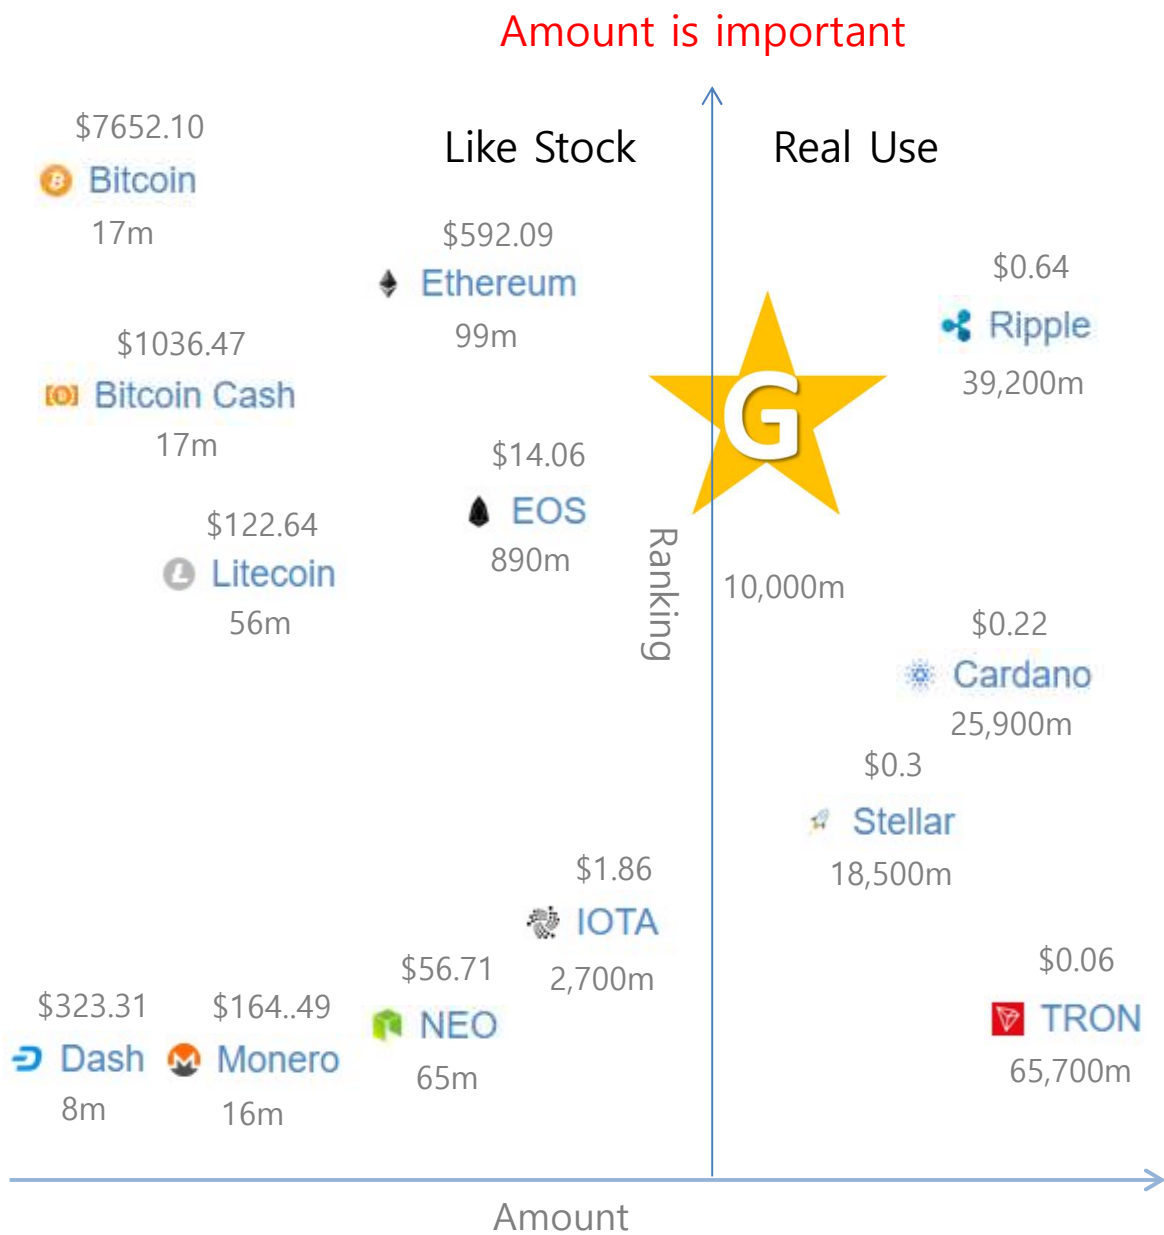 Amount is important
Like Stock
Real Use
$7652.10
Bitcoin
17m
$592.09
Ethereum
99m
$0.64
Ripple
39,200m
$1036.47
Bitcoin Cash
17m
G
$14.06
EOS
890m
$122.64
Litecoin
56m
Ranking
10,000m
$0.22
Cardano
25,900m
$0.3
Stellar
18,500m
$1.86
IOTA
2,700m
$56.71
NEO
65m
$0.06
TRON
65,700m
$323.31
Dash
8m
$164..49
Monero
16m
Amount